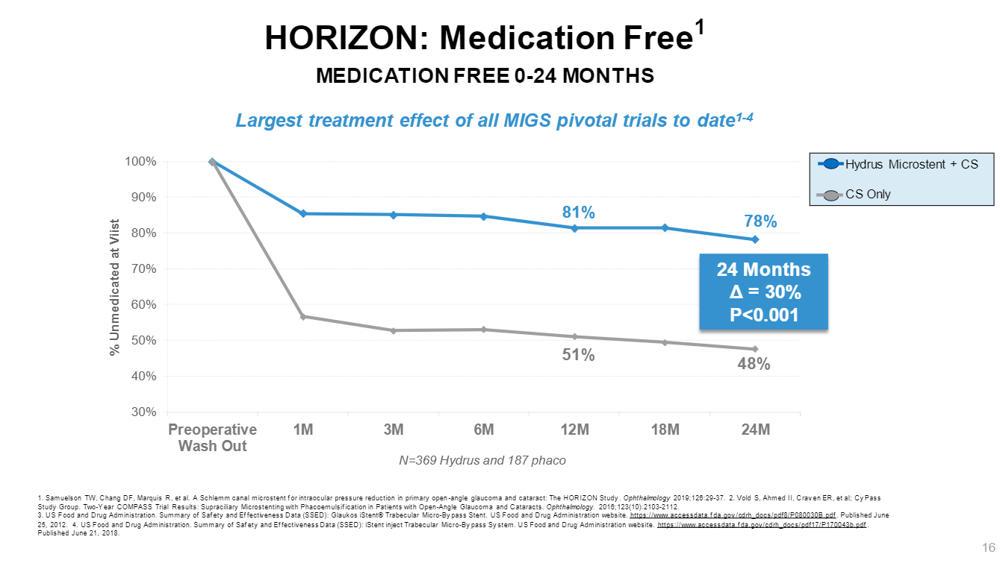 HORIZON: Medication Free1
MEDICATION FREE 0-24 MONTHS
Largest treatment effect of all MIGS pivotal trials to date1-4
100%
90%
80%
70%
60%
50%
40%
30%
% Unmedicated at Viist
81%
78%
51%
48%
24 Months
Δ = 30%
P<0.001
Hydrus Microstent + CS
CS Only
Preoperative
Wash Out
1M
3M
6M
12M
18M
24M
N=369 Hydrus and 187 phaco
1. Samuelson TW, Chang DF, Marquis R, et al. A Schlemm canal microstent for intraocular pressure reduction in primary open-angle glaucoma and cataract: The HORIZON Study. Ophthalmology 2019;126:29-37. 2. Vold S, Ahmed II, Craven ER, et al; CyPass
Study Group. Two-Year COMPASS Trial Results: Supraciliary Microstenting with Phacoemulsification in Patients with Open-Angle Glaucoma and Cataracts. Ophthalmology. 2016;123(10):2103-2112.
3. US Food and Drug Administration. Summary of Safety and Effectiveness Data (SSED): Glaukos iStent® Trabecular Micro-Bypass Stent. US Food and Drug Administration website. https://www.accessdata.fda.gov/cdrh_docs/pdf8/P080030B.pdf. Published June
25, 2012. 4. US Food and Drug Administration. Summary of Safety and Effectiveness Data (SSED): iStent inject Trabecular Micro-Bypass System. US Food and Drug Administration website. https://www.accessdata.fda.gov/cdrh_docs/pdf17/P170043b.pdf.
Published June 21, 2018.
16